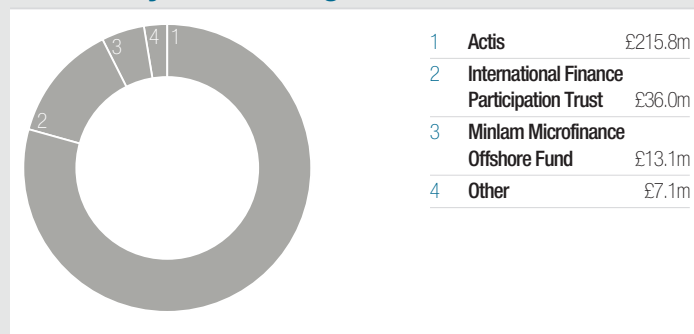 3
4
1
2
1 Actis £215.8m
2 International Finance
Participation Trust £36.0m
3 Minlam Microfinance
Offshore Fund £13.1m
4 Other £7.1m